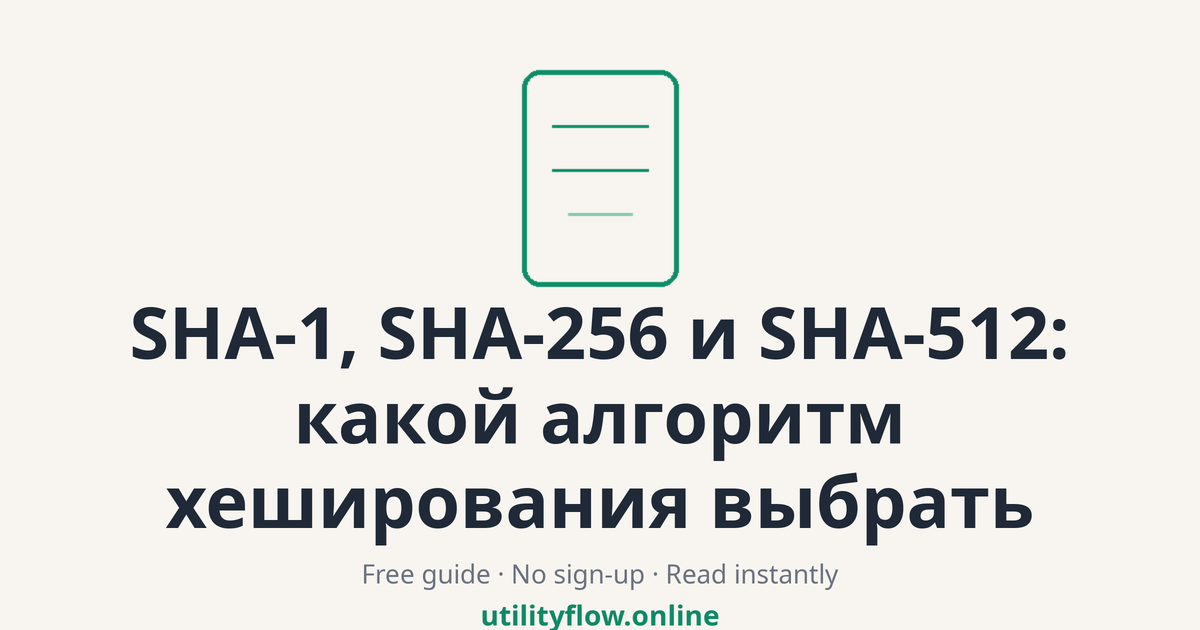 SHA-1, SHA-256 и SHA-512:
какой алгоритм
хеширования выбрать
Free guide · No sign-up · Read instantly
utilityflow.online